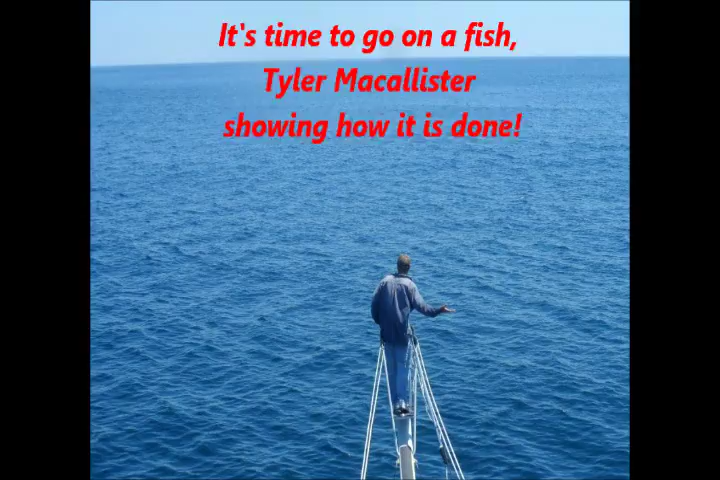 It's time to go on a fish,
Tyler Macallister
showing how it is done!